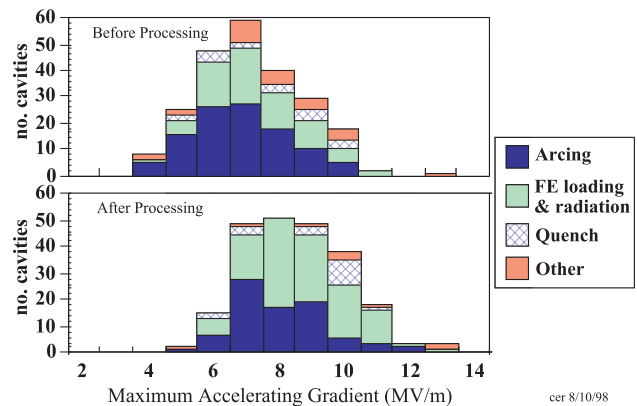 Before Processing
no. cavities
60
50
40
30
20
10
0
After Processing
no. cavities
60
50
40
30
20
10
0
2 4 6 8 10 12 14
Maximum Accelerating Gradient (MV/m)
Arcing
FE loading
& radiation
Quench
Other
cer 8/10/98